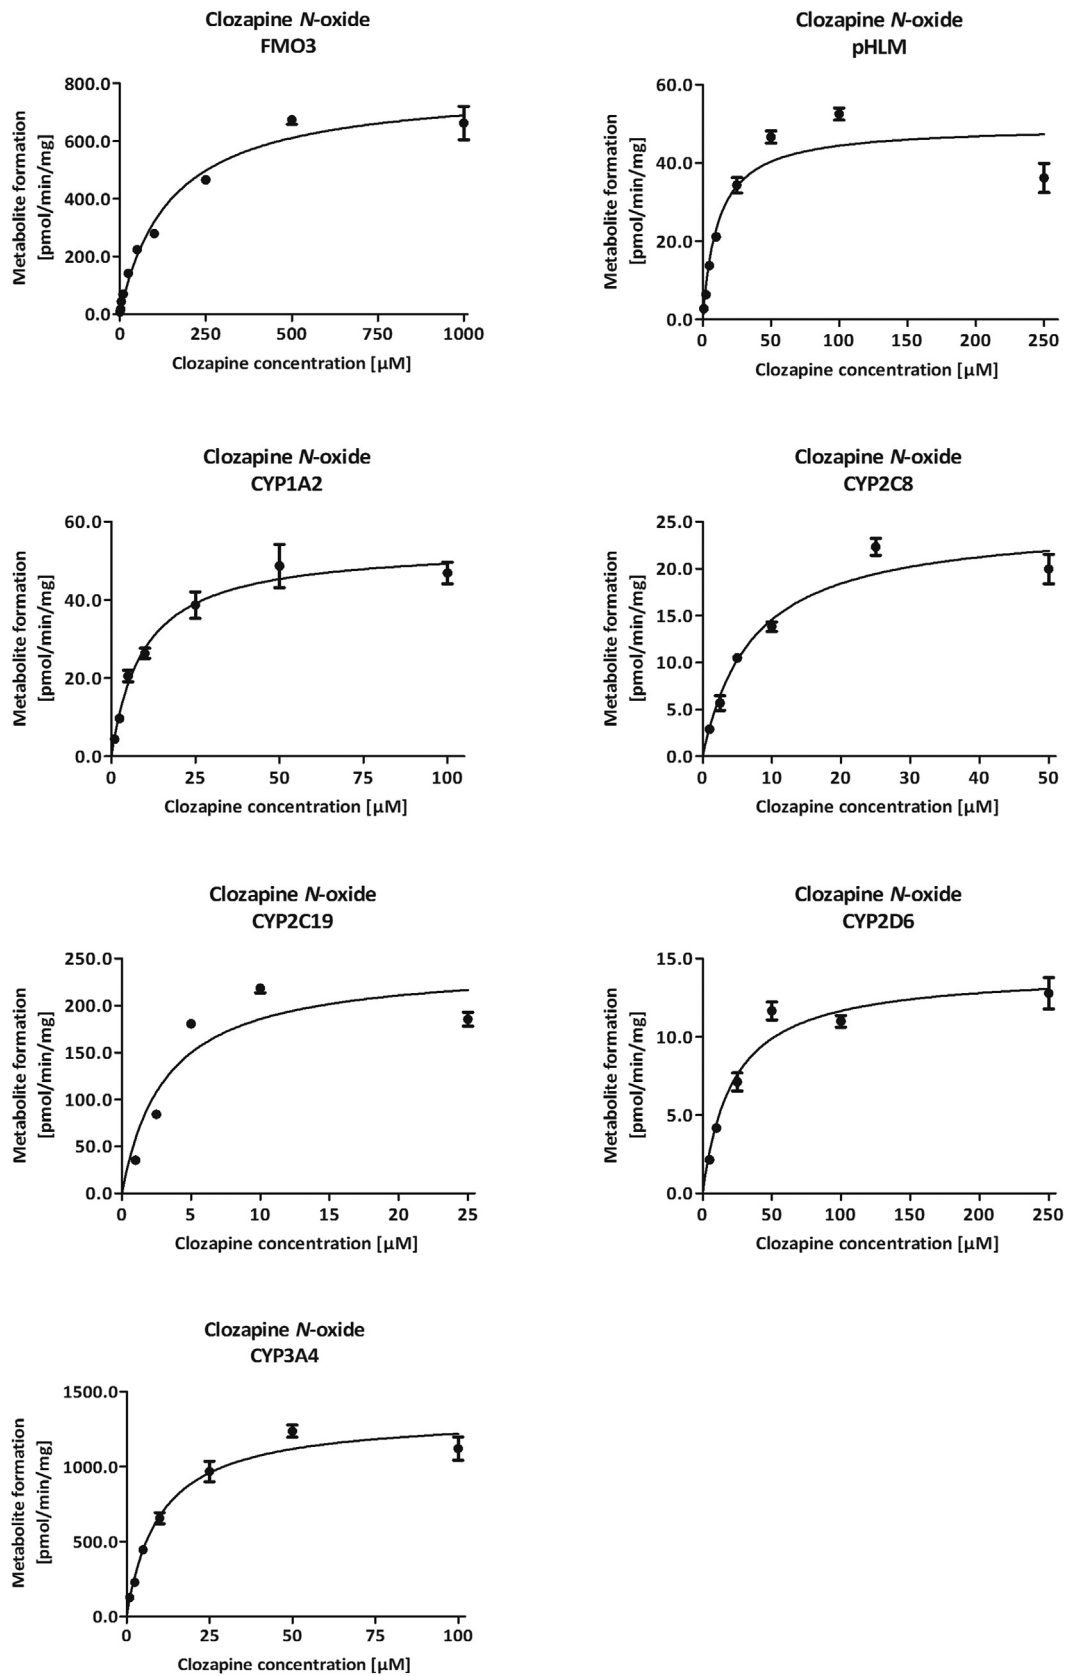 Clozapine N-oxide
FMO3
Metabolite formation
[pmol/min/mg]
800.0
600.0
400.0
200.0
0.0
0 250 500 750 1000
Clozapine concentration [µM]
Clozapine N-oxide
pHLM
Metabolite formation
[pmol/min/mg]
60.0
40.0
20.0
0.0
0 50 100 150 200 250
Clozapine concentration [µM]
Clozapine N-oxide
CYP1A2
Metabolite formation
[pmol/min/mg]
60.0
40.0
20.0
0.0
0 25 50 75 100
Clozapine concentration [µM]
Clozapine N-oxide
CYP2C8
Metabolite formation
[pmol/min/mg]
25.0
20.0
15.0
10.0
5.0
0.0
0 10 20 30 40 50
Clozapine concentration [µM]
Clozapine N-oxide
CYP2C19
Metabolite formation
[pmol/min/mg]
250.0
200.0
150.0
100.0
50.0
0.0
0 5 10 15 20 25
Clozapine concentration [µM]
Clozapine N-oxide
CYP2D6
Metabolite formation
[pmol/min/mg]
15.0
10.0
5.0
0.0
0 50 100 150 200 250
Clozapine concentration [µM]
Clozapine N-oxide
CYP3A4
Metabolite formation
[pmol/min/mg]
1500.0
1000.0
500.0
0.0
0 25 50 75 100
Clozapine concentration [µM]